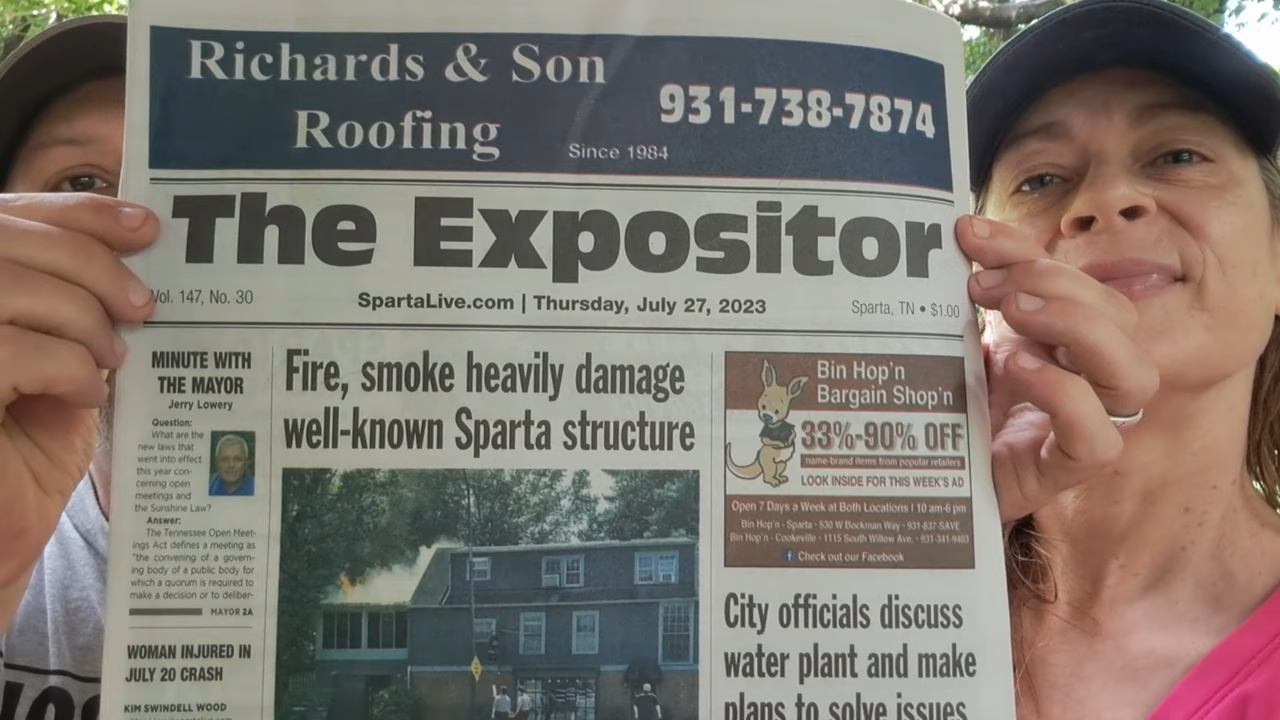 Richards & Son
Roofing
Since 1984
931-738-7874
The Expositor
Vol. 147, No. 30
SpartaLive.com | Thursday, July 27, 2023
Sparta, TN • $1.00
MINUTE WITH
THE MAYOR
Jerry Lowery
Question:
What are the
new laws that
went into effect
this year con-
cerning open
meetings and
the Sunshine Law?
Answer:
The Tennessee Open Meet-
ings Act defines a meeting as
"the convening of a govern-
ing body of a public body for
which a quorum is required to
make a decision or to deliber-
MAYOR 2A
WOMAN INJURED IN
JULY 20 CRASH
KIM SWINDELL WOOD
Fire, smoke heavily damage
well-known Sparta structure
Bin Hop'n
Bargain Shop'n
33%-90% OFF
name-brand items from popular retailers
LOOK INSIDE FOR THIS WEEK'S AD
Open 7 Days a Week at Both Locations | 10 am-6 pm
Bin Hop'n - Sparta - 530 W Bockman Way - 931-837-SAVE
Bin Hop'n - Cookeville - 1115 South Willow Ave. - 931-341-9403
f Check out our Facebook
City officials discuss
water plant and make
plans to solve issues